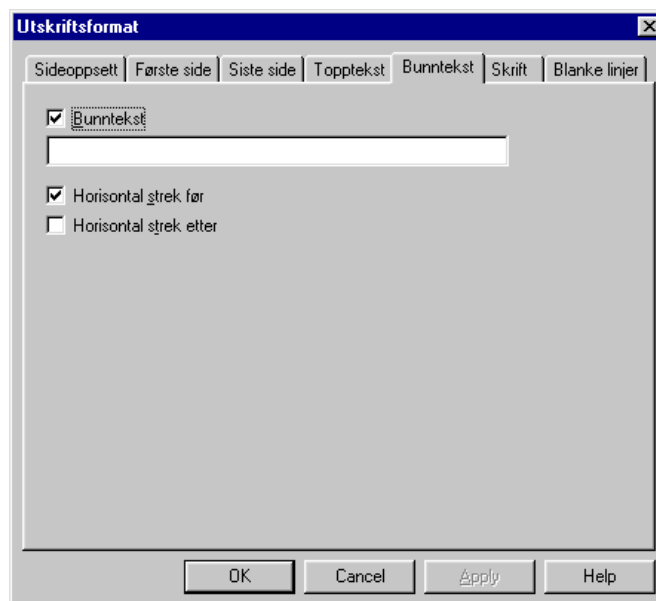 Utskriftsformat
Sideoppsett Første side Siste side Topptekst Bunntekst Skrift Blanke linjer
Bunntekst
Horisontal strek før
Horisontal strek etter
OK Cancel Apply Help